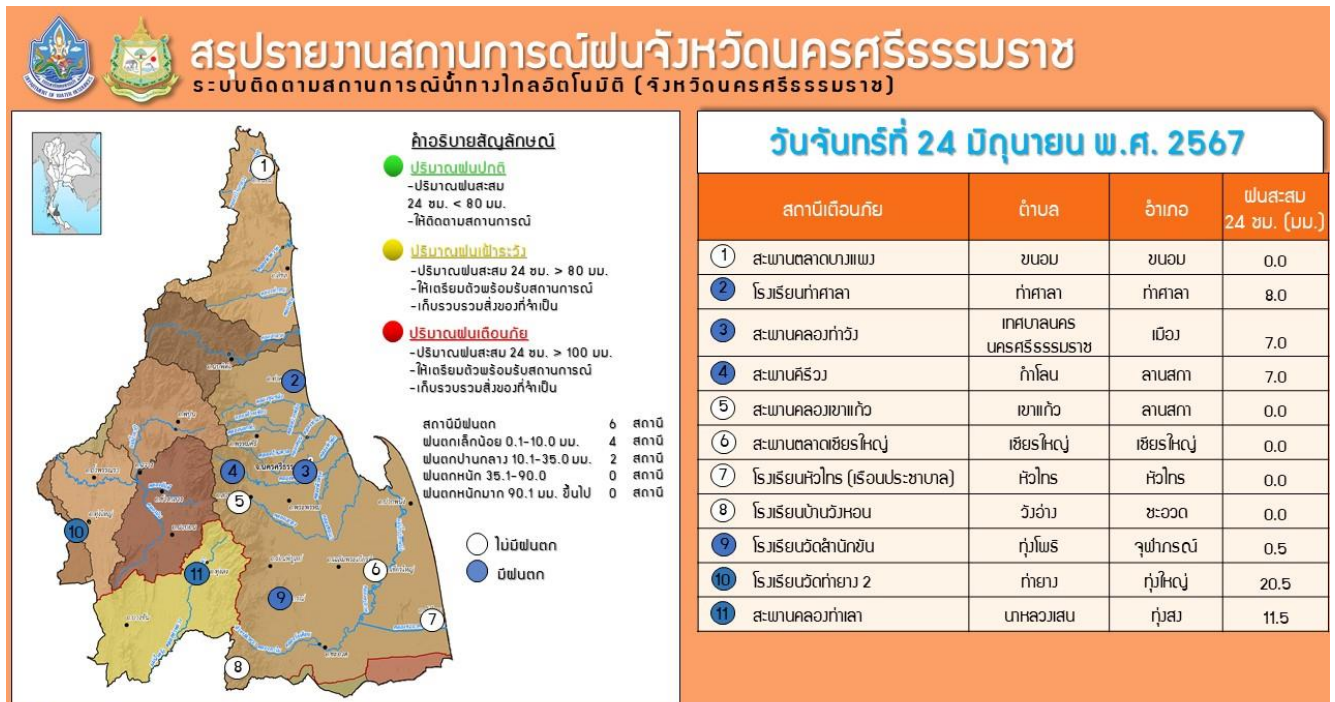 สรุปรายงานสถานการณ์ฝนจังหวัดนครศรีธรรมราช
ระบบติดตามสถานการณ์น้ำทางไกลอัตโนมัติ (จังหวัดนครศรีธรรมราช)
คำอธิบายสัญลักษณ์
ปริมาณฝนปกติ
-ปริมาณฝนสะสม
24 ชม. < 80 มม.
-ให้ติดตามสถานการณ์
ปริมาณฝนเฝ้าระวัง
-ปริมาณฝนสะสม 24 ชม. > 80 มม.
-ให้เตรียมตัวพร้อมรับสถานการณ์
-เก็บรวบรวมสิ่งของที่จำเป็น
ปริมาณฝนเตือนภัย
-ปริมาณฝนสะสม 24 ชม. > 100 มม.
-ให้เตรียมตัวพร้อมรับสถานการณ์
-เก็บรวบรวมสิ่งของที่จำเป็น
สถานีมีฝนตก 6 สถานี
ฝนตกเล็กน้อย 0.1-10.0 มม. 4 สถานี
ฝนตกปานกลาง 10.1-35.0 มม. 2 สถานี
ฝนตกหนัก 35.1-90.0 0 สถานี
ฝนตกหนักมาก 90.1 มม. ขึ้นไป 0 สถานี
ไม่มีฝนตก
มีฝนตก
1
2
4
3
5
10
11
6
9
7
8
วันจันทร์ที่ 24 มิถุนายน พ.ศ. 2567
สถานีเตือนภัย ตำบล อำเภอ ฝนสะสม 24 ชม. (มม.)
1 สะพานตลาดบางแพง ขนอม ขนอม 0.0
2 โรงเรียนท่าศาลา ท่าศาลา ท่าศาลา 8.0
3 สะพานคลองท่าวัง เทศบาลนคร นครศรีธรรมราช เมือง 7.0
4 สะพานคีรีวง กำโลน ลานสกา 7.0
5 สะพานคลองเขาแก้ว เขาแก้ว ลานสกา 0.0
6 สะพานตลาดเชียรใหญ่ เชียรใหญ่ เชียรใหญ่ 0.0
7 โรงเรียนหัวไทร (เรือนประชาบาล) หัวไทร หัวไทร 0.0
8 โรงเรียนบ้านวังหอน วังอ่าง ชะอวด 0.0
9 โรงเรียนวัดสำนักขัน ทุ่งโพธิ จุฬาภรณ์ 0.5
10 โรงเรียนวัดท่ายาง 2 ท่ายาง ทุ่งใหญ่ 20.5
11 สะพานคลองท่าเลา นาหลวงเสน ทุ่งสง 11.5